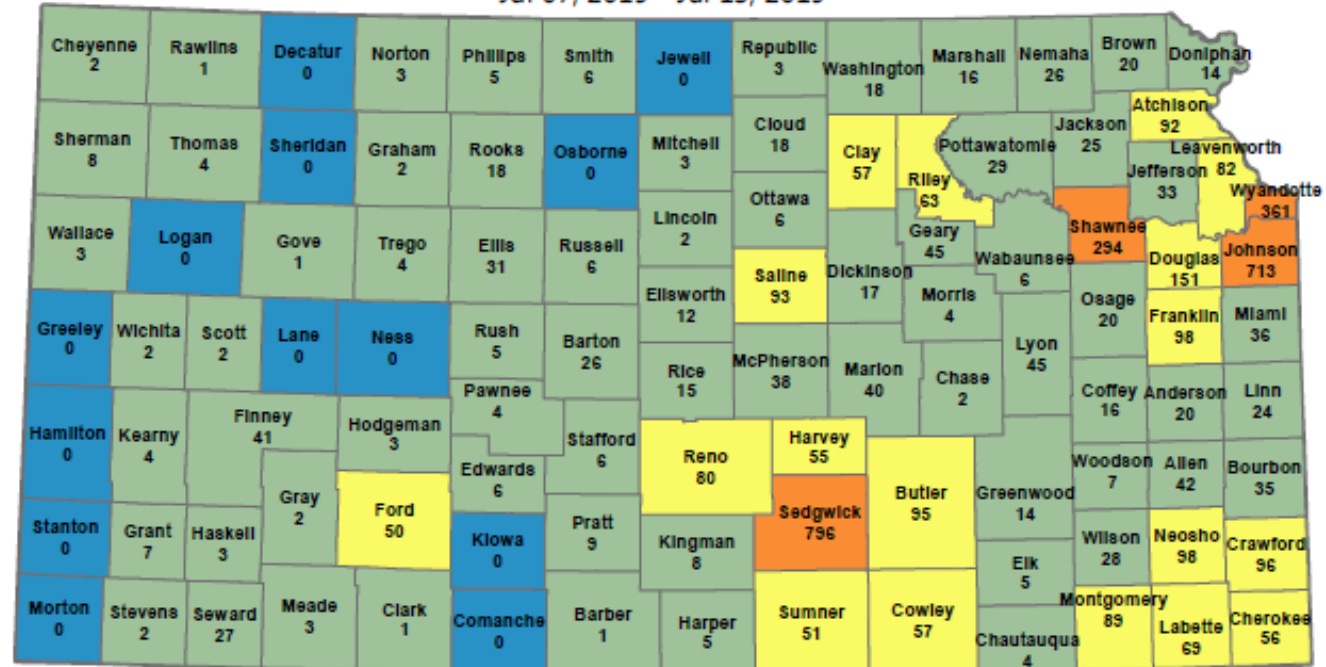 Jul 07, 2019 - Jul 13, 2019
Cheyenne
2
Rawlins
1
Decatur
0
Norton
3
Phillips
5
Smith
6
Jewell
0
Republic
3
Washington
18
Marshall
16
Nemaha
26
Brown
20
Doniphan
14
Sherman
8
Thomas
4
Sheridan
0
Graham
2
Rooks
18
Osborne
0
Mitchell
3
Cloud
18
Clay
57
Riley
63
Pottawatomie
29
Jackson
25
Atchison
92
Jefferson
33
Leavenworth
82
Wyandotte
361
Wallace
3
Logan
0
Gove
1
Trego
4
Ellis
31
Russell
6
Lincoln
2
Ottawa
6
Saline
93
Dickinson
17
Geary
45
Wabaunsee
6
Shawnee
294
Douglas
151
Johnson
713
Greeley
0
Wichita
2
Scott
2
Lane
0
Ness
0
Rush
5
Barton
26
Ellsworth
12
Rice
15
McPherson
38
Marion
40
Morris
4
Chase
2
Lyon
45
Osage
20
Franklin
98
Miami
36
Coffey
16
Anderson
20
Linn
24
Hamilton
0
Kearny
4
Finney
41
Hodgeman
3
Pawnee
4
Stafford
6
Edwards
6
Gray
2
Ford
50
Reno
80
Harvey
55
Sedgwick
796
Butler
95
Greenwood
14
Woodson
7
Allen
42
Bourbon
35
Stanton
0
Grant
7
Haskell
3
Kiowa
0
Pratt
9
Kingman
8
Elk
5
Wilson
28
Neosho
98
Crawford
96
Morton
0
Stevens
2
Seward
27
Meade
3
Clark
1
Comanche
0
Barber
1
Harper
5
Sumner
51
Cowley
57
Chautauqua
4
Montgomery
89
Labette
69
Cherokee
56